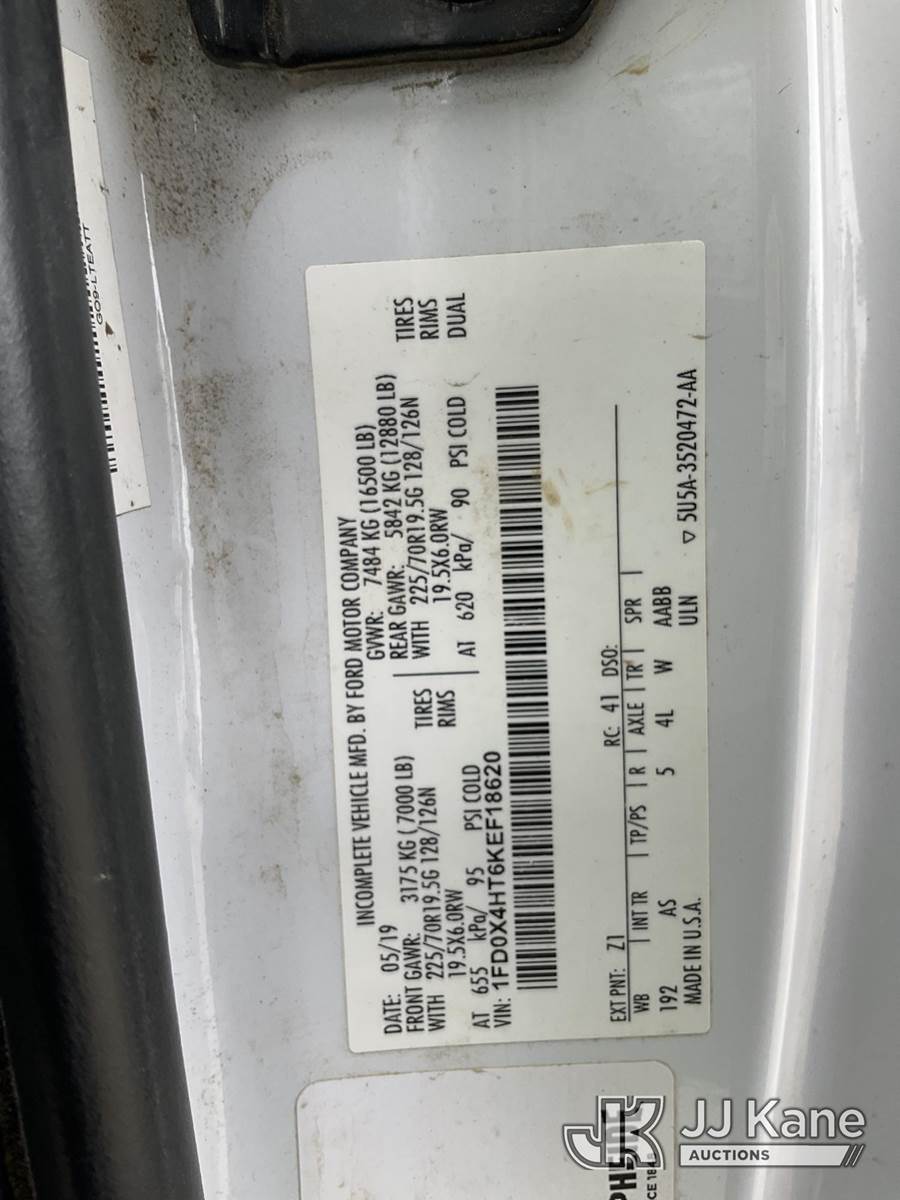 INCOMPLETE VEHICLE MFD. BY FORD MOTOR COMPANY
DATE: 05/19 GVWR: 7484 KG (16500 LB)
FRONT GAWR: 3175 KG ( 7000 LB) REAR GAWR: 5842 KG (12880 LB)
WITH 225/70R19.5G 128/126N TIRES WITH 225/70R19.5G 128/126N TIRES
19.5X6.0RW RIMS 19.5X6.0RW RIMS
AT 655 kPa/ 95 PSI COLD AT 620 kPa/ 90 PSI COLD DUAL
VIN: 1FD0X4HT6KEF18620
EXT PNT: Z1 RC: 41 DSO:
WB INT TR TP/PS R AXLE TR SPR
192 AS 5 4L W AABB
MADE IN U.S.A. ULN
▽ 5U5A-3520472-AA
GO9-LTEATT
JJ Kane
AUCTIONS